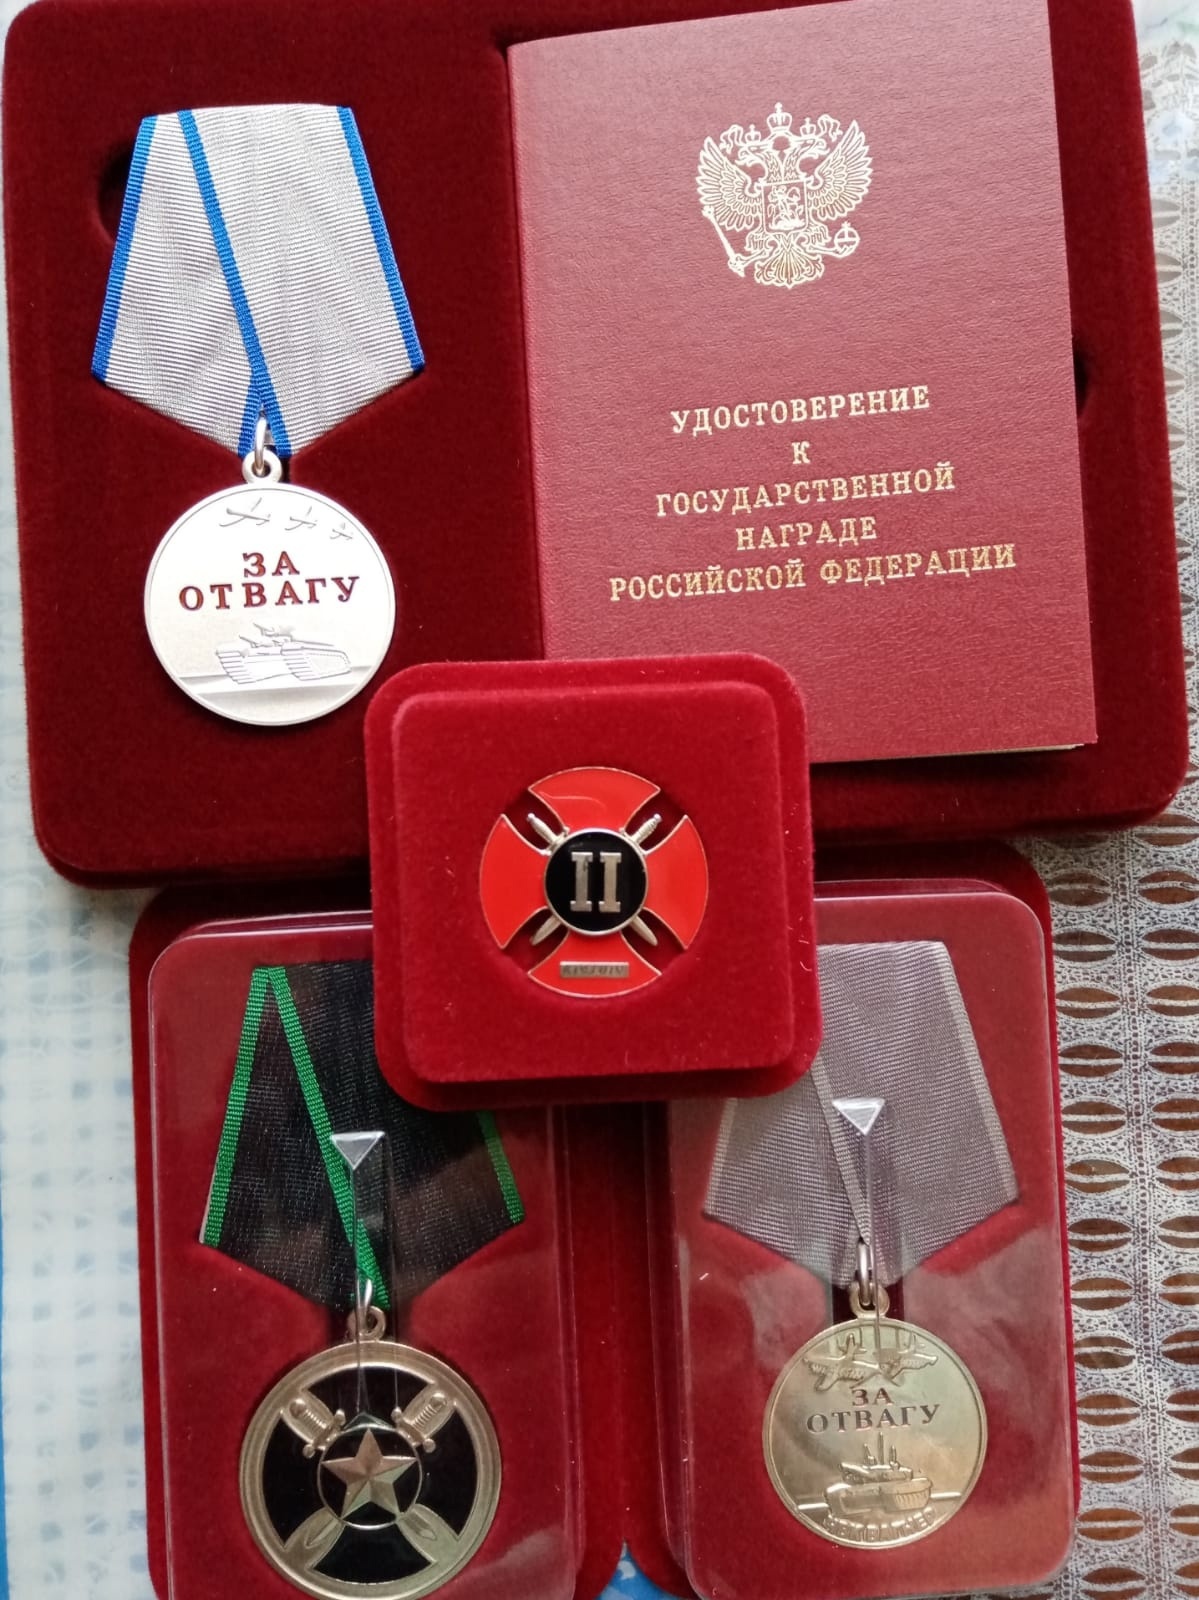 ЗА
ОТВАГУ
УДОСТОВЕРЕНИЕ
К
ГОСУДАРСТВЕННОЙ
НАГРАДЕ
РОССИЙСКОЙ ФЕДЕРАЦИИ
II
ЗА
ОТВАГУ